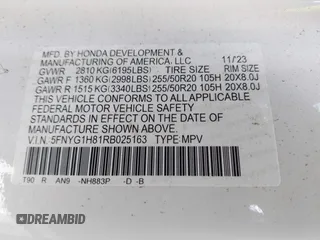 MFD. BY HONDA DEVELOPMENT &
MANUFACTURING OF AMERICA, LLC 11/23
GVWR 2810 KG(6195LBS) TIRE SIZE RIM SIZE
GAWR F 1360 KG(2998LBS) 255/50R20 105H 20X8.0J
GAWR R 1515 KG(3340LBS) 255/50R20 105H 20X8.0J
THIS VEHICLE CONFORMS TO ALL APPLICABLE
FEDERAL MOTOR VEHICLE SAFETY STANDARDS
IN EFFECT ON THE DATE OF
MANUFACTURE SHOWN ABOVE.
V.I.N. 5FNYG1H81RB025163 TYPE: MPV
T90 R AN9 -NH883P -D -B
© AUTOHELPERBOT.COM